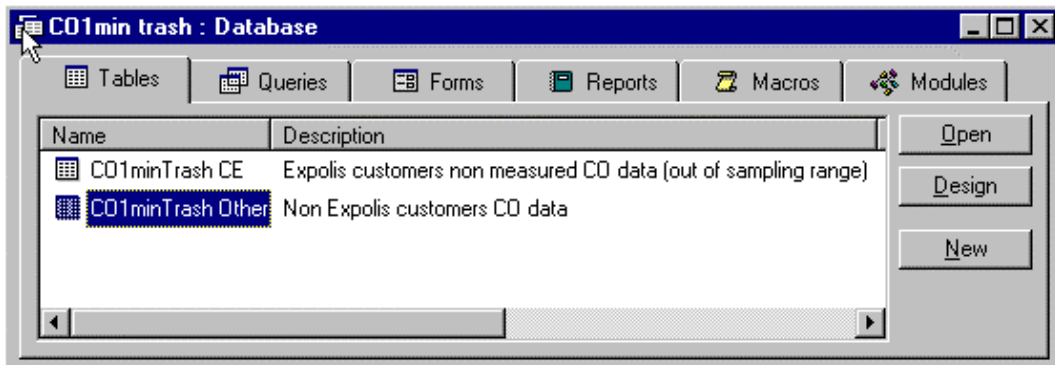 CO1min trash : Database
Tables Queries Forms Reports Macros Modules
Name Description
CO1minTrash CE Expolis customers non measured CO data (out of sampling range)
CO1minTrash Other Non Expolis customers CO data
Open
Design
New